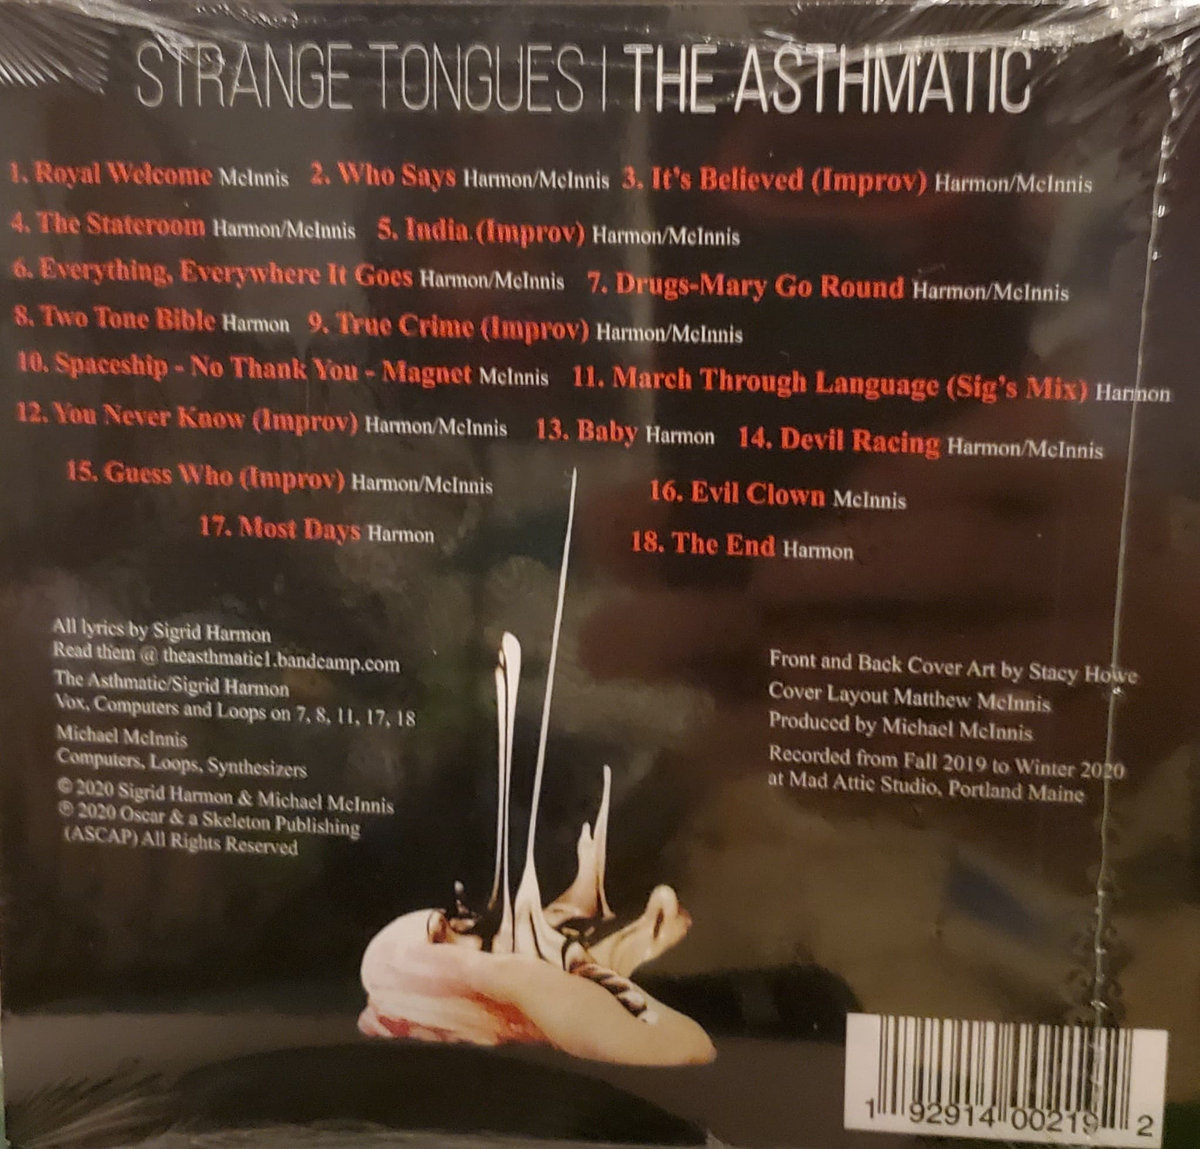 STRANGE TONGUES | THE ASTHMATIC
1. Royal Welcome McInnis 2. Who Says Harmon/McInnis 3. It's Believed (Improv) Harmon/McInnis
4. The Stateroom Harmon/McInnis 5. India (Improv) Harmon/McInnis
6. Everything, Everywhere It Goes Harmon/McInnis 7. Drugs-Mary Go Round Harmon/McInnis
8. Two Tone Bible Harmon 9. True Crime (Improv) Harmon/McInnis
10. Spaceship - No Thank You - Magnet McInnis 11. March Through Language (Sig's Mix) Harmon
12. You Never Know (Improv) Harmon/McInnis 13. Baby Harmon 14. Devil Racing Harmon/McInnis
15. Guess Who (Improv) Harmon/McInnis 16. Evil Clown McInnis
17. Most Days Harmon 18. The End Harmon
All lyrics by Sigrid Harmon
Read them @ theasthmatic1.bandcamp.com
The Asthmatic/Sigrid Harmon
Vox, Computers and Loops on 7, 8, 11, 17, 18
Michael McInnis
Computers, Loops, Synthesizers
© 2020 Sigrid Harmon & Michael McInnis
℗ 2020 Oscar & a Skeleton Publishing
(ASCAP) All Rights Reserved
Front and Back Cover Art by Stacy Howe
Cover Layout Matthew McInnis
Produced by Michael McInnis
Recorded from Fall 2019 to Winter 2020
at Mad Attic Studio, Portland Maine
1 92914 00219 2